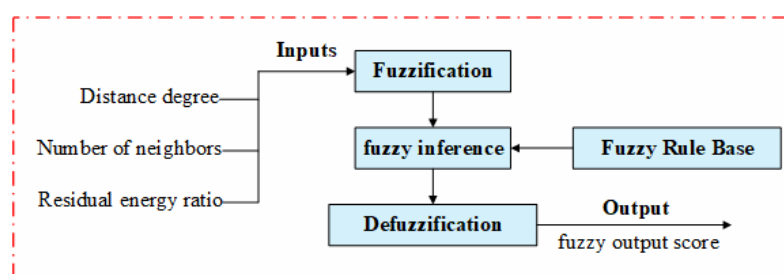 Inputs
Fuzzification
Distance degree
Number of neighbors
fuzzy inference
Fuzzy Rule Base
Residual energy ratio
Defuzzification
Output
fuzzy output score